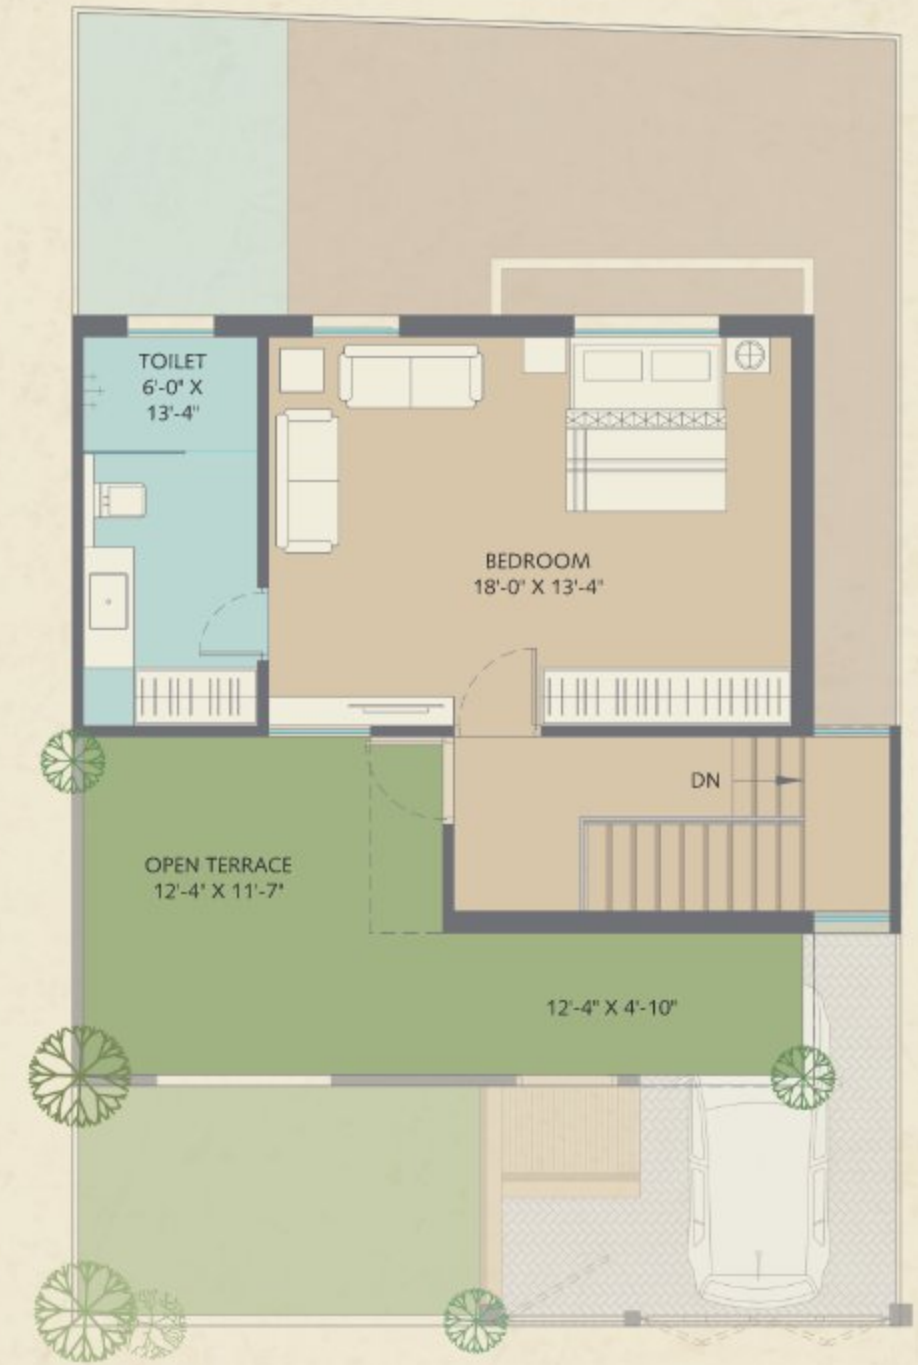 TOILET
6'-0" X
13'-4"
BEDROOM
18'-0" X 13'-4"
DN
OPEN TERRACE
12'-4" X 11'-7"
12'-4" X 4'-10"